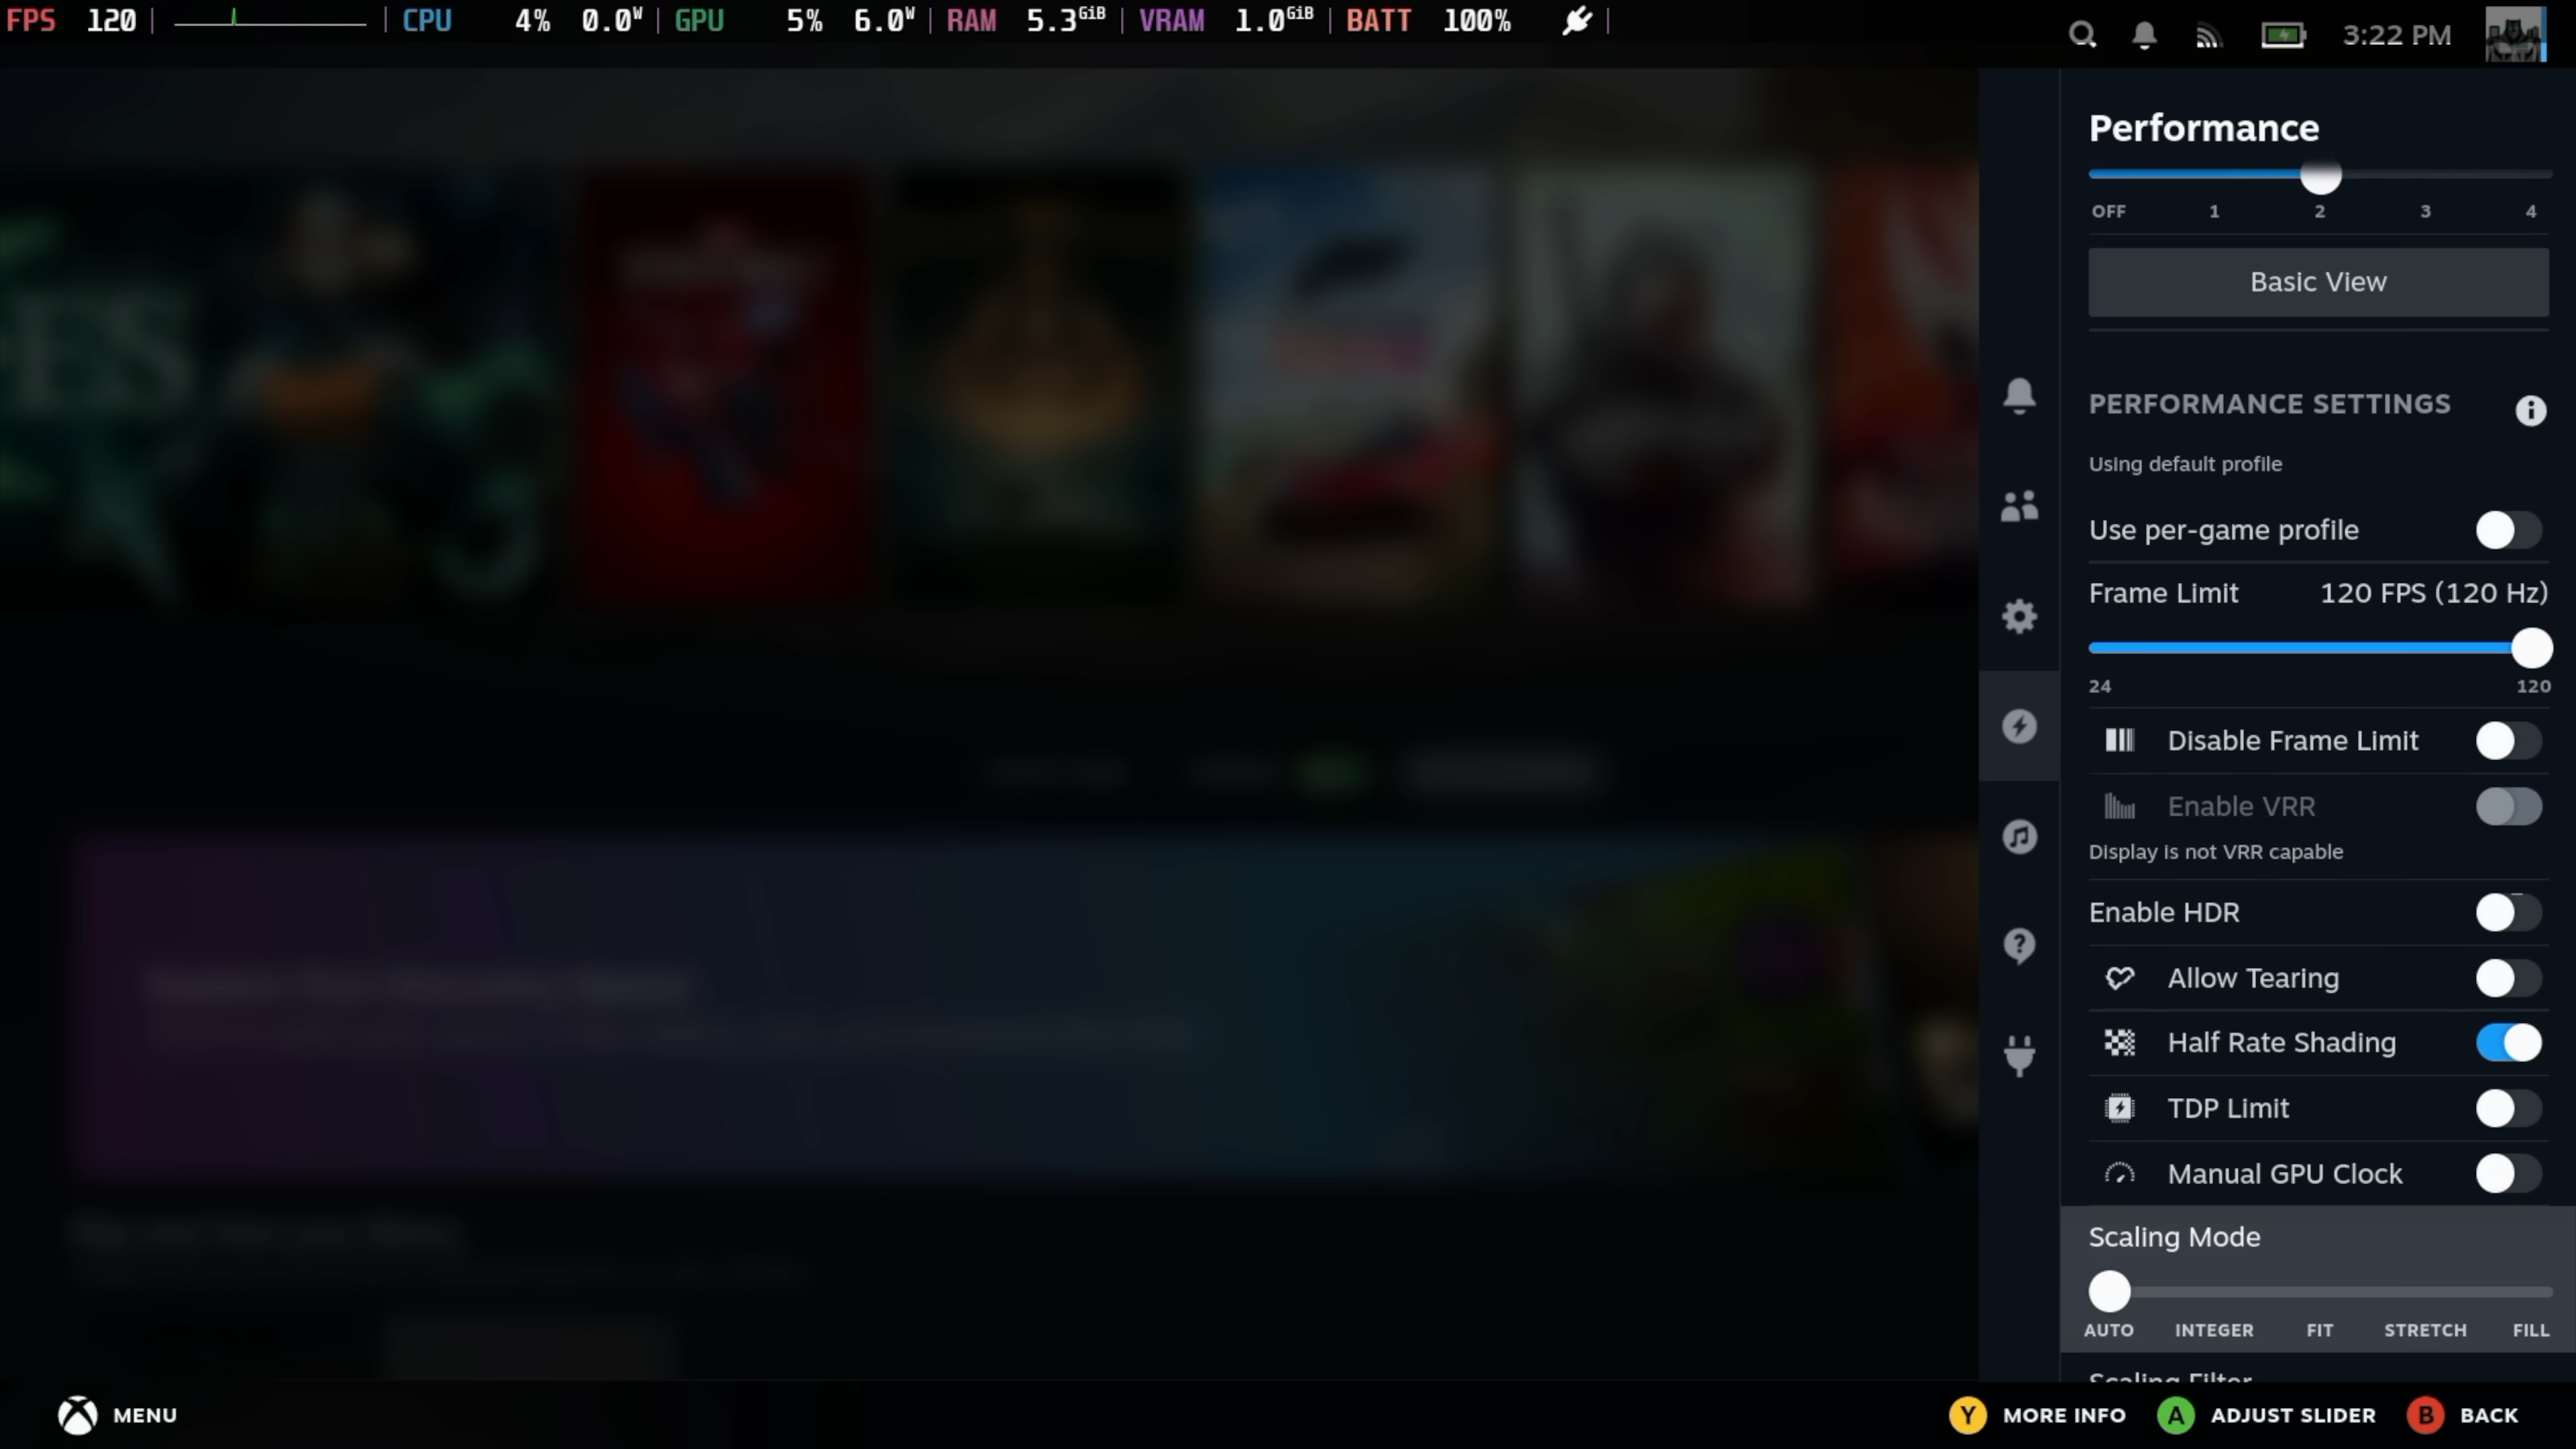 FPS 120 | CPU 4% 0.0W | GPU 5% 6.0W | RAM 5.3GiB | VRAM 1.0GiB | BATT 100%
3:22 PM
Performance
OFF 1 2 3 4
Basic View
PERFORMANCE SETTINGS
Using default profile
Use per-game profile
Frame Limit 120 FPS (120 Hz)
24 120
Disable Frame Limit
Enable VRR
Display is not VRR capable
Enable HDR
Allow Tearing
Half Rate Shading
TDP Limit
Manual GPU Clock
Scaling Mode
AUTO INTEGER FIT STRETCH FILL
Scaling Filter
MENU
Y MORE INFO A ADJUST SLIDER B BACK